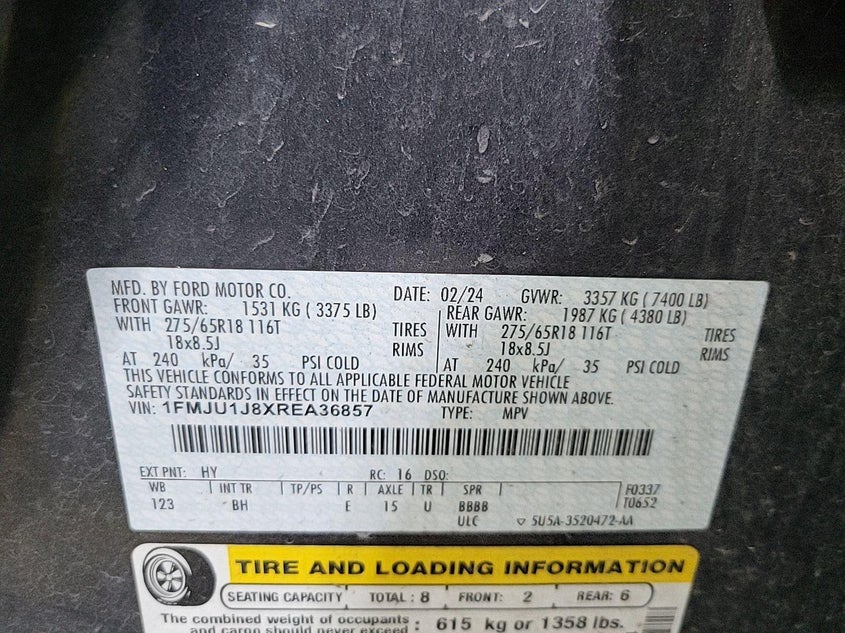 MFD. BY FORD MOTOR CO. DATE: 02/24 GVWR: 3357 KG ( 7400 LB)
FRONT GAWR: 1531 KG ( 3375 LB) REAR GAWR: 1987 KG ( 4380 LB)
WITH 275/65R18 116T TIRES WITH 275/65R18 116T TIRES
18x8.5J RIMS 18x8.5J RIMS
AT 240 kPa/ 35 PSI COLD AT 240 kPa/ 35 PSI COLD
THIS VEHICLE CONFORMS TO ALL APPLICABLE FEDERAL MOTOR VEHICLE
SAFETY STANDARDS IN EFFECT ON THE DATE OF MANUFACTURE SHOWN ABOVE.
VIN: 1FMJU1J8XREA36857 TYPE: MPV
EXT PNT: HY RC: 16 DSO:
WB INT TR TP/PS R AXLE TR SPR F0337
123 BH E 15 U BBBB T0652
ULC 5U5A-3520472-AA
TIRE AND LOADING INFORMATION
SEATING CAPACITY TOTAL : 8 FRONT: 2 REAR: 6
The combined weight of occupants
and cargo should never exceed : 615 kg or 1358 lbs.